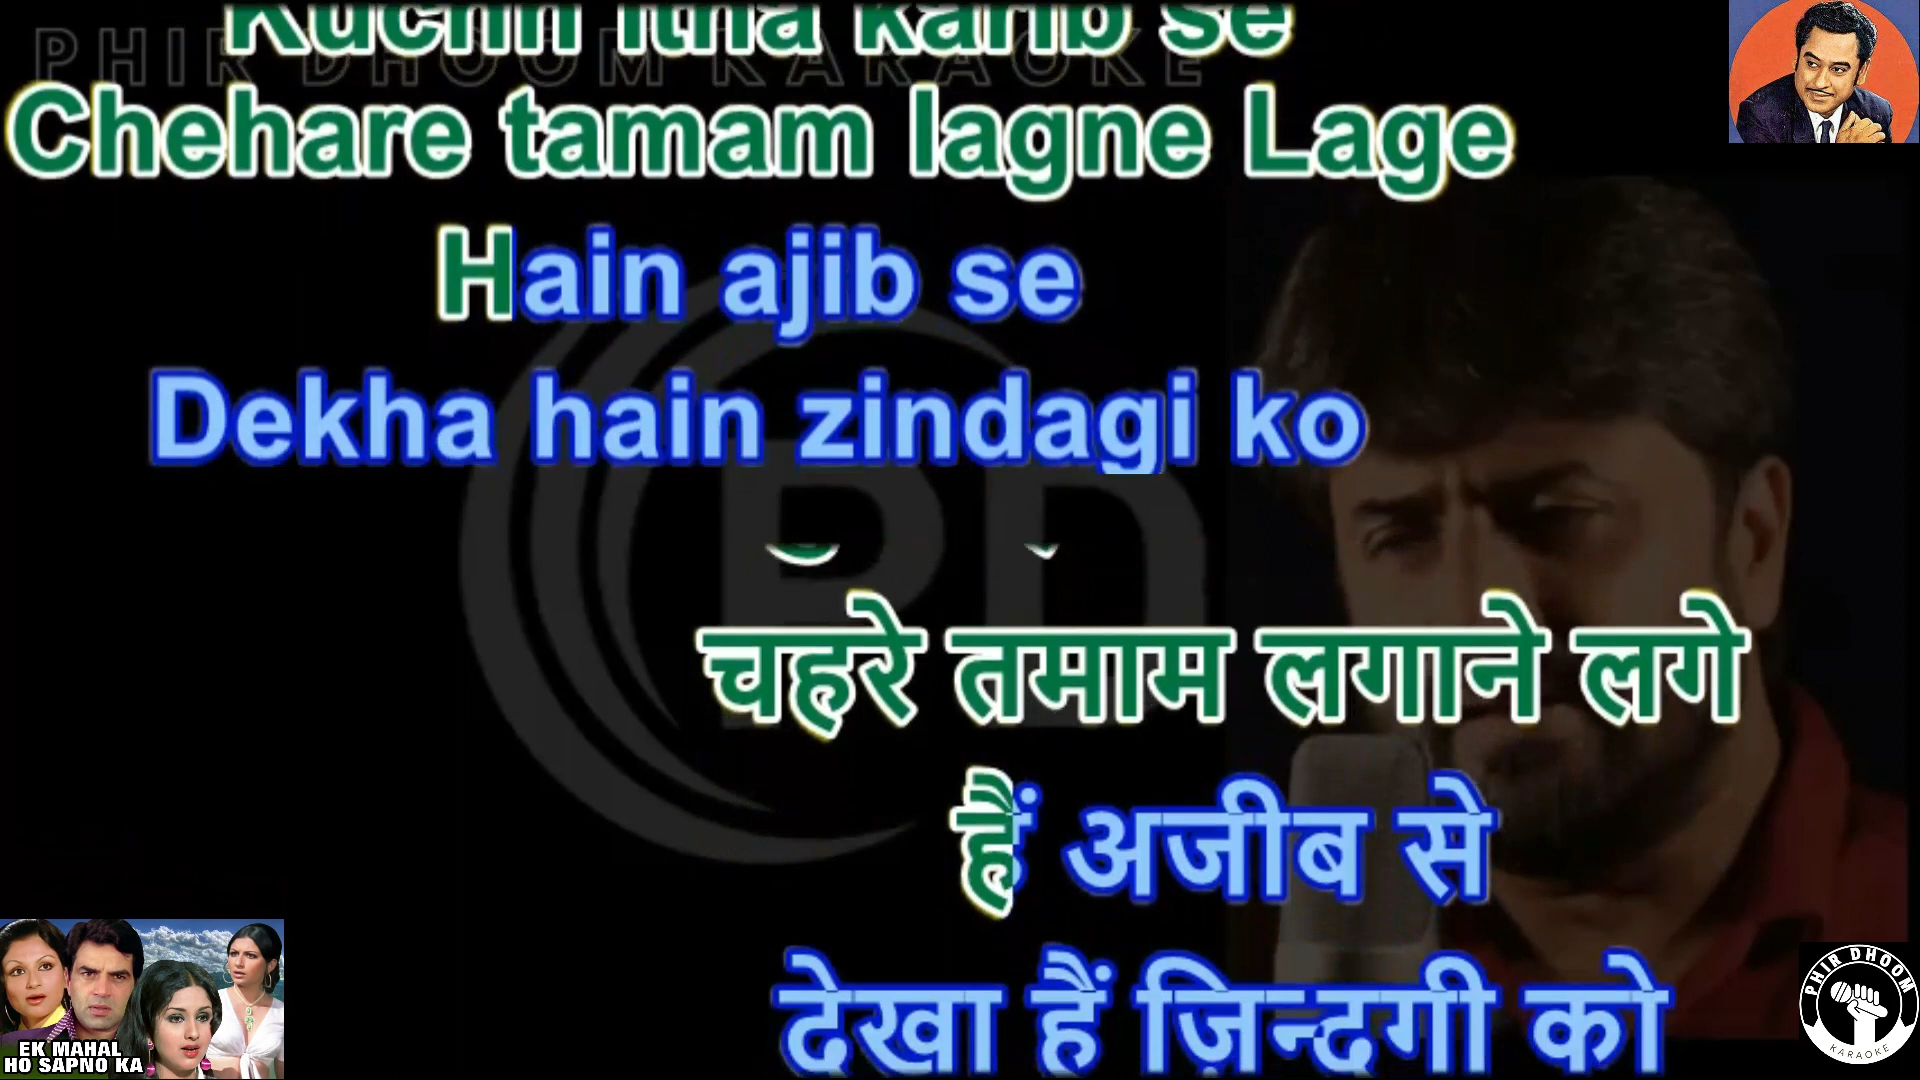 PHIR DHOOM KARAOKE
Kuchh itna karib se
Chehare tamam lagne Lage
Hain ajib se
Dekha hain zindagi ko
चहरे तमाम लगाने लगे
हैं अजीब से
देखा हैं ज़िन्दगी को
EK MAHAL
HO SAPNO KA
PHIR DHOOM
KARAOKE